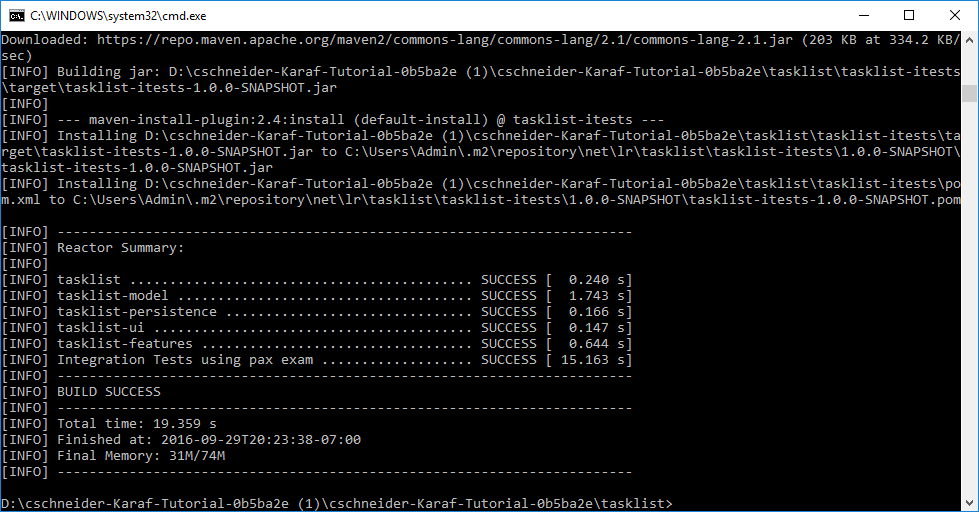 C:\WINDOWS\system32\cmd.exe
Downloaded: https://repo.maven.apache.org/maven2/commons-lang/commons-lang/2.1/commons-lang-2.1.jar (203 KB at 334.2 KB/
sec)
[INFO] Building jar: D:\cschneider-Karaf-Tutorial-0b5ba2e (1)\cschneider-Karaf-Tutorial-0b5ba2e\tasklist\tasklist-itests
\target\tasklist-itests-1.0.0-SNAPSHOT.jar
[INFO]
[INFO] --- maven-install-plugin:2.4:install (default-install) @ tasklist-itests ---
[INFO] Installing D:\cschneider-Karaf-Tutorial-0b5ba2e (1)\cschneider-Karaf-Tutorial-0b5ba2e\tasklist\tasklist-itests\ta
rget\tasklist-itests-1.0.0-SNAPSHOT.jar to C:\Users\Admin\.m2\repository\net\lr\tasklist\tasklist-itests\1.0.0-SNAPSHOT\
tasklist-itests-1.0.0-SNAPSHOT.jar
[INFO] Installing D:\cschneider-Karaf-Tutorial-0b5ba2e (1)\cschneider-Karaf-Tutorial-0b5ba2e\tasklist\tasklist-itests\po
m.xml to C:\Users\Admin\.m2\repository\net\lr\tasklist\tasklist-itests\1.0.0-SNAPSHOT\tasklist-itests-1.0.0-SNAPSHOT.pom
[INFO] ------------------------------------------------------------------------
[INFO] Reactor Summary:
[INFO]
[INFO] tasklist ........................................... SUCCESS [  0.240 s]
[INFO] tasklist-model ..................................... SUCCESS [  1.743 s]
[INFO] tasklist-persistence ............................... SUCCESS [  0.166 s]
[INFO] tasklist-ui ........................................ SUCCESS [  0.147 s]
[INFO] tasklist-features .................................. SUCCESS [  0.644 s]
[INFO] Integration Tests using pax exam ................... SUCCESS [ 15.163 s]
[INFO] ------------------------------------------------------------------------
[INFO] BUILD SUCCESS
[INFO] ------------------------------------------------------------------------
[INFO] Total time: 19.359 s
[INFO] Finished at: 2016-09-29T20:23:38-07:00
[INFO] Final Memory: 31M/74M
[INFO] ------------------------------------------------------------------------
D:\cschneider-Karaf-Tutorial-0b5ba2e (1)\cschneider-Karaf-Tutorial-0b5ba2e\tasklist>